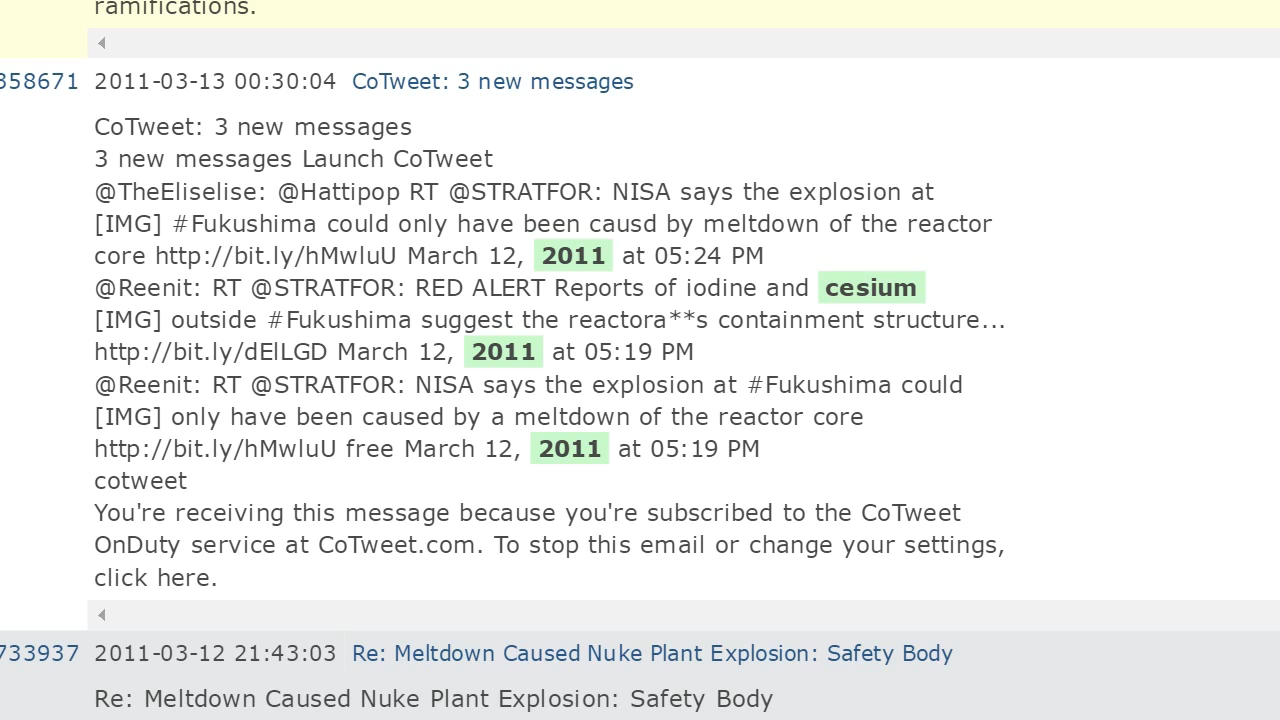 ramifications.
358671 2011-03-13 00:30:04 CoTweet: 3 new messages
CoTweet: 3 new messages
3 new messages Launch CoTweet
@TheEliselise: @Hattipop RT @STRATFOR: NISA says the explosion at
[IMG] #Fukushima could only have been causd by meltdown of the reactor
core http://bit.ly/hMwluU March 12, 2011 at 05:24 PM
@Reenit: RT @STRATFOR: RED ALERT Reports of iodine and cesium
[IMG] outside #Fukushima suggest the reactora**s containment structure...
http://bit.ly/dElLGD March 12, 2011 at 05:19 PM
@Reenit: RT @STRATFOR: NISA says the explosion at #Fukushima could
[IMG] only have been caused by a meltdown of the reactor core
http://bit.ly/hMwluU free March 12, 2011 at 05:19 PM
cotweet
You're receiving this message because you're subscribed to the CoTweet
OnDuty service at CoTweet.com. To stop this email or change your settings,
click here.
733937 2011-03-12 21:43:03 Re: Meltdown Caused Nuke Plant Explosion: Safety Body
Re: Meltdown Caused Nuke Plant Explosion: Safety Body